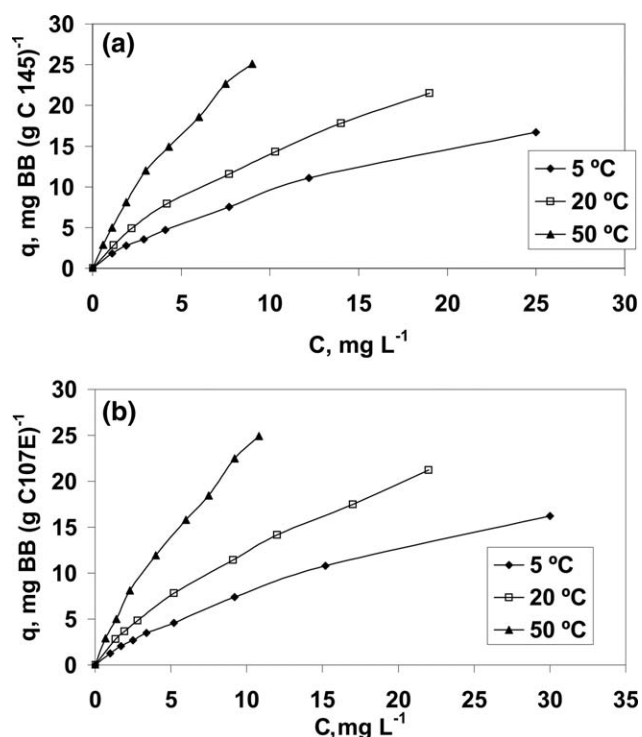 (a)
q, mg BB (g C 145)⁻¹
30
25
20
15
10
5
0
0 5 10 15 20 25 30
C, mg L⁻¹
5 ºC
20 ºC
50 ºC
(b)
q, mg BB (g C107E)⁻¹
30
25
20
15
10
5
0
0 5 10 15 20 25 30 35
C,mg L⁻¹
5 ºC
20 ºC
50 ºC